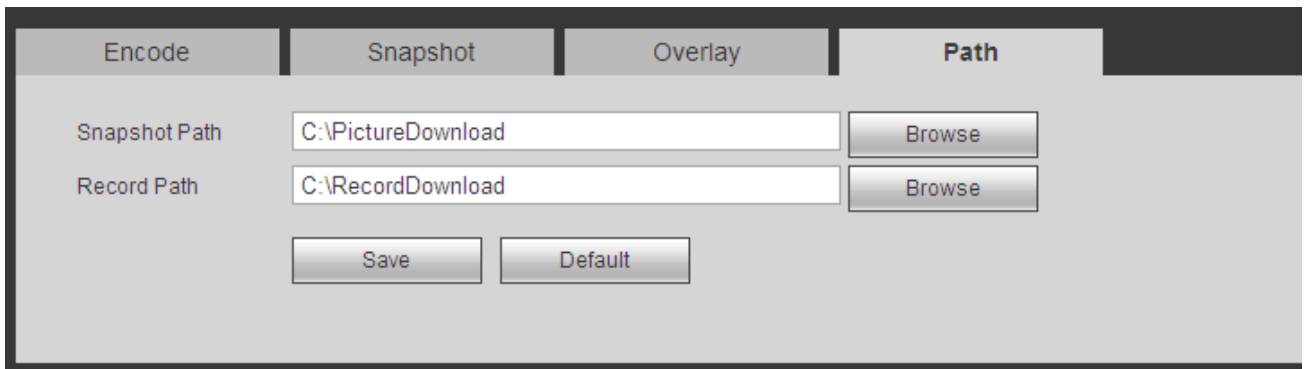 Encode Snapshot Overlay Path
Snapshot Path C:\PictureDownload Browse
Record Path C:\RecordDownload Browse
Save Default